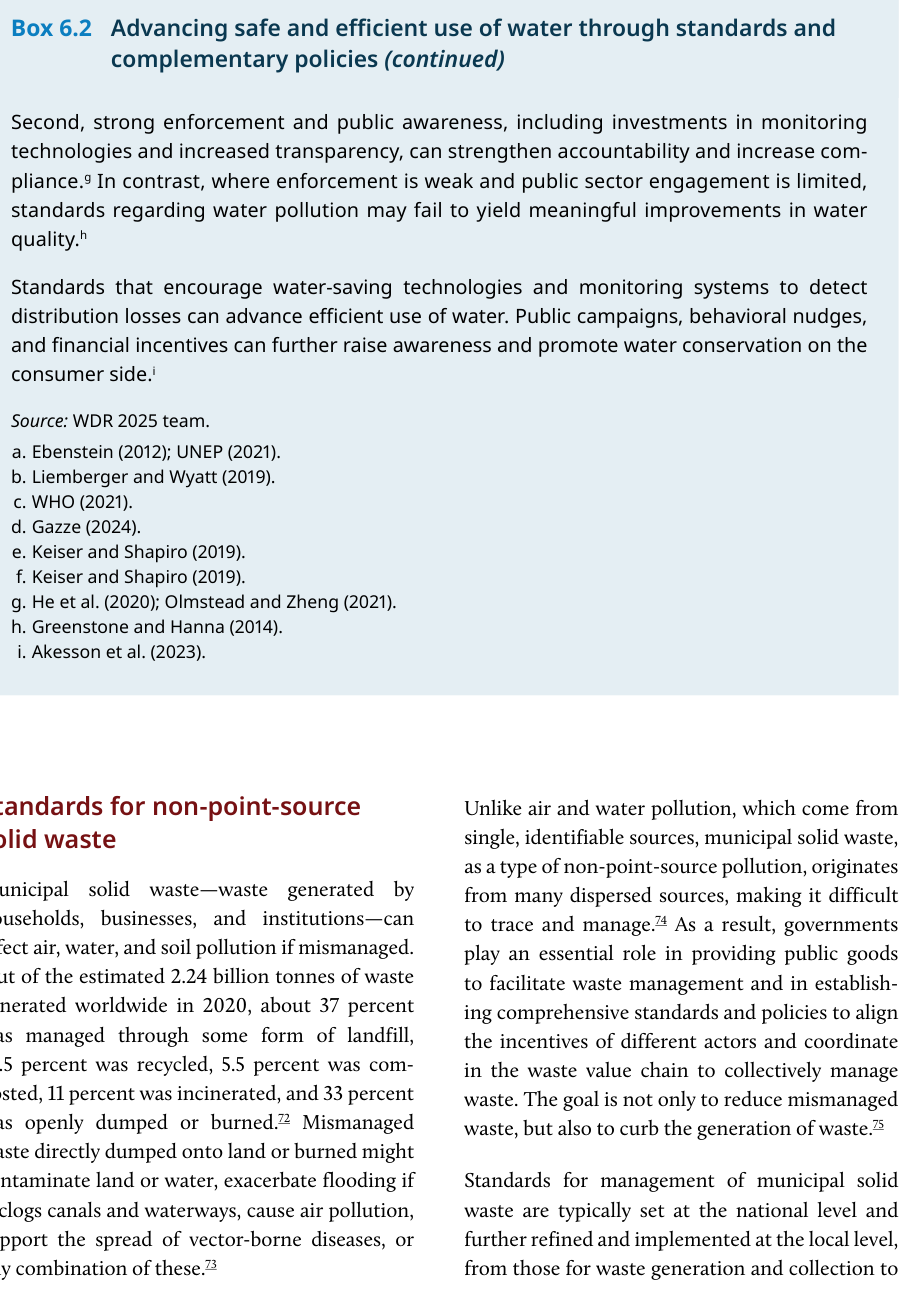 Box 6.2 Advancing safe and efficient use of water through standards and
complementary policies (continued)
Second, strong enforcement and public awareness, including investments in monitoring
technologies and increased transparency, can strengthen accountability and increase com-
pliance.g In contrast, where enforcement is weak and public sector engagement is limited,
standards regarding water pollution may fail to yield meaningful improvements in water
quality.h
Standards that encourage water-saving technologies and monitoring systems to detect
distribution losses can advance efficient use of water. Public campaigns, behavioral nudges,
and financial incentives can further raise awareness and promote water conservation on the
consumer side.i
Source: WDR 2025 team.
a. Ebenstein (2012); UNEP (2021).
b. Liemberger and Wyatt (2019).
c. WHO (2021).
d. Gazze (2024).
e. Keiser and Shapiro (2019).
f. Keiser and Shapiro (2019).
g. He et al. (2020); Olmstead and Zheng (2021).
h. Greenstone and Hanna (2014).
i. Akesson et al. (2023).
tandards for non-point-source
olid waste
unicipal solid waste—waste generated by
ouseholds, businesses, and institutions—can
fect air, water, and soil pollution if mismanaged.
ut of the estimated 2.24 billion tonnes of waste
nerated worldwide in 2020, about 37 percent
as managed through some form of landfill,
.5 percent was recycled, 5.5 percent was com-
osted, 11 percent was incinerated, and 33 percent
as openly dumped or burned.72 Mismanaged
aste directly dumped onto land or burned might
ntaminate land or water, exacerbate flooding if
clogs canals and waterways, cause air pollution,
pport the spread of vector-borne diseases, or
y combination of these.73
Unlike air and water pollution, which come from
single, identifiable sources, municipal solid waste,
as a type of non-point-source pollution, originates
from many dispersed sources, making it difficult
to trace and manage.74 As a result, governments
play an essential role in providing public goods
to facilitate waste management and in establish-
ing comprehensive standards and policies to align
the incentives of different actors and coordinate
in the waste value chain to collectively manage
waste. The goal is not only to reduce mismanaged
waste, but also to curb the generation of waste.75
Standards for management of municipal solid
waste are typically set at the national level and
further refined and implemented at the local level,
from those for waste generation and collection to